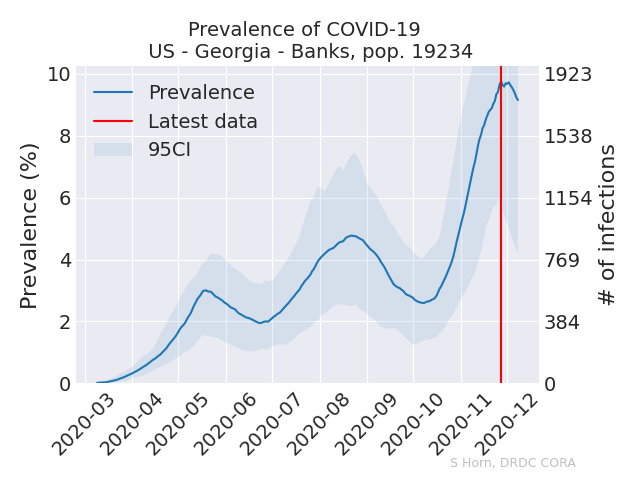 Prevalence of COVID-19
US - Georgia - Banks, pop. 19234
Prevalence (%)
10
8
6
4
2
0
Prevalence
Latest data
95CI
1923
1538
1154
769
384
0
# of infections
2020-03
2020-04
2020-05
2020-06
2020-07
2020-08
2020-09
2020-10
2020-11
2020-12
S Horn, DRDC CORA